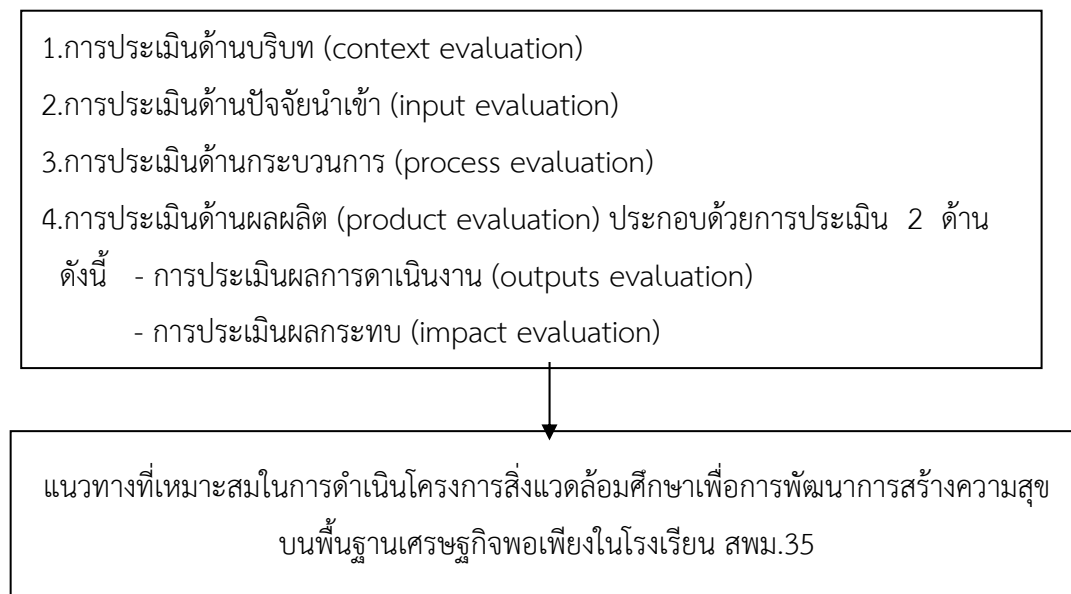 1.การประเมินด้านบริบท (context evaluation)
2.การประเมินด้านปัจจัยนำเข้า (input evaluation)
3.การประเมินด้านกระบวนการ (process evaluation)
4.การประเมินด้านผลผลิต (product evaluation) ประกอบด้วยการประเมิน 2 ด้าน
ดังนี้ - การประเมินผลการดาเนินงาน (outputs evaluation)
- การประเมินผลกระทบ (impact evaluation)
แนวทางที่เหมาะสมในการดำเนินโครงการสิ่งแวดล้อมศึกษาเพื่อการพัฒนาการสร้างความสุข
บนพื้นฐานเศรษฐกิจพอเพียงในโรงเรียน สพม.35